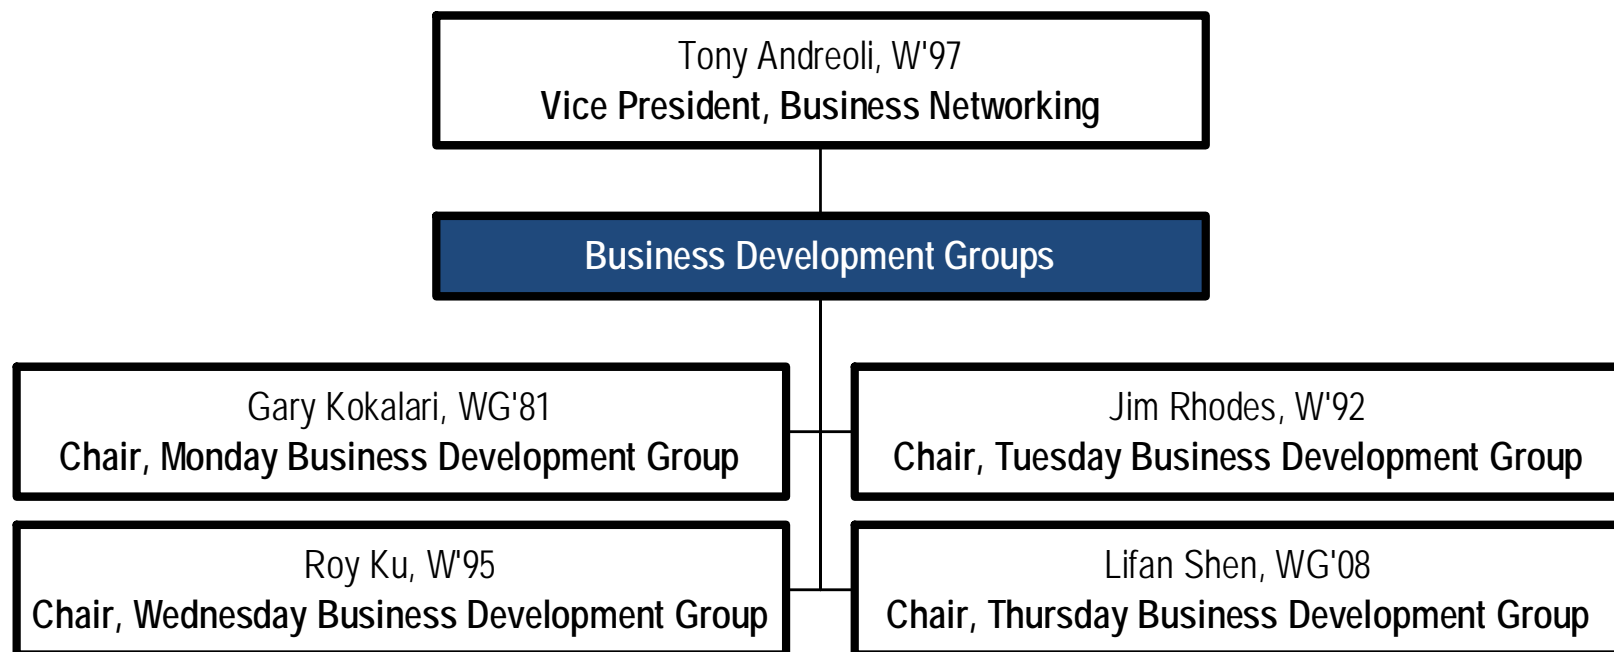 Tony Andreoli, W'97
Vice President, Business Networking
Business Development Groups
Gary Kokalari, WG'81
Chair, Monday Business Development Group
Jim Rhodes, W'92
Chair, Tuesday Business Development Group
Roy Ku, W'95
Chair, Wednesday Business Development Group
Lifan Shen, WG'08
Chair, Thursday Business Development Group